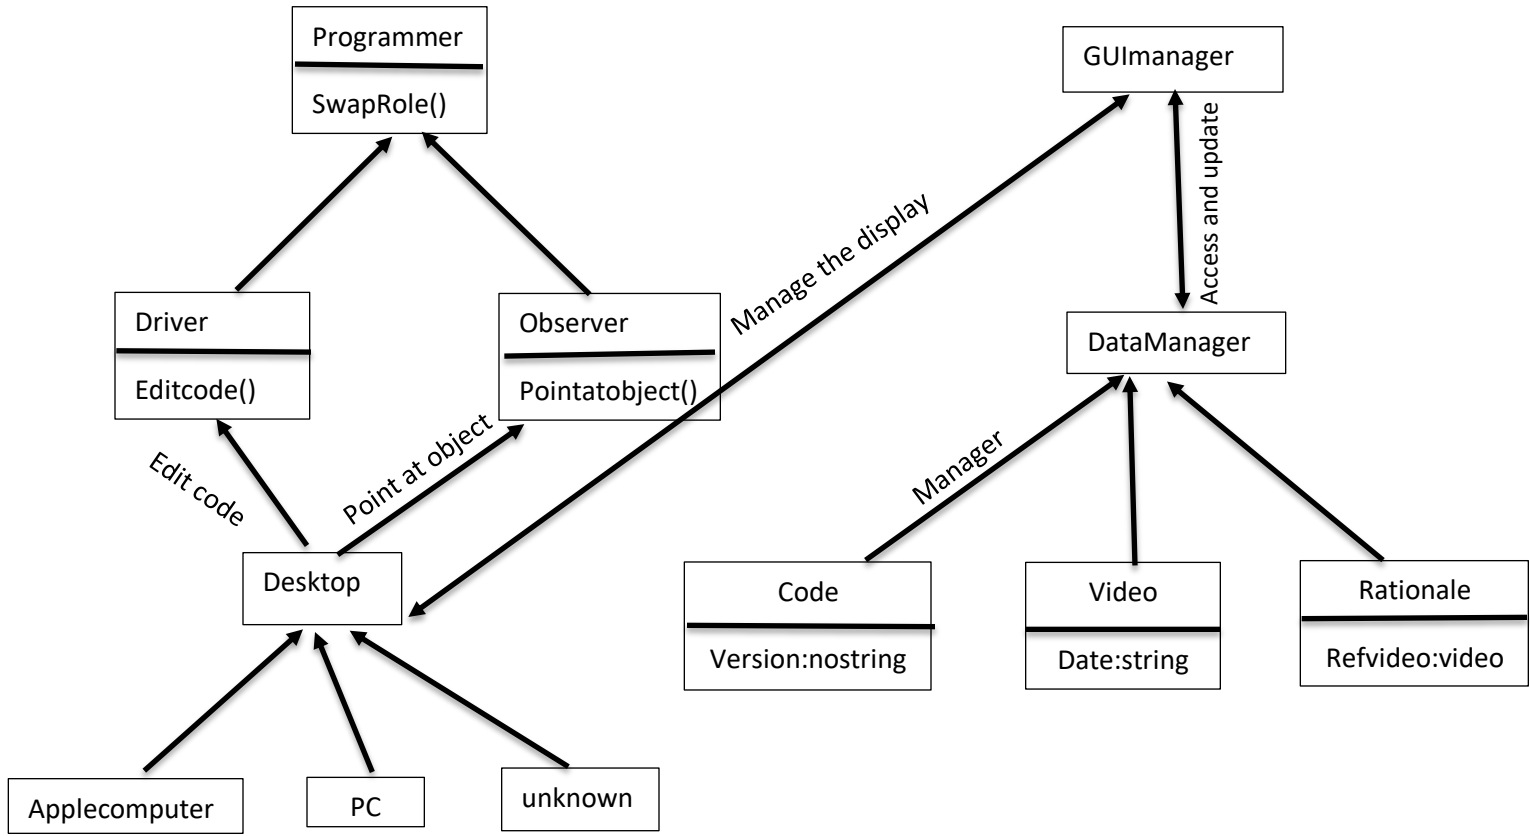 Programmer
SwapRole()
GUImanager
Access and update
Manage the display
Driver
Editcode()
Observer
Pointatobject()
DataManager
Edit code
Point at object
Manager
Desktop
Code
Version:nostring
Video
Date:string
Rationale
Refvideo:video
Applecomputer
PC
unknown